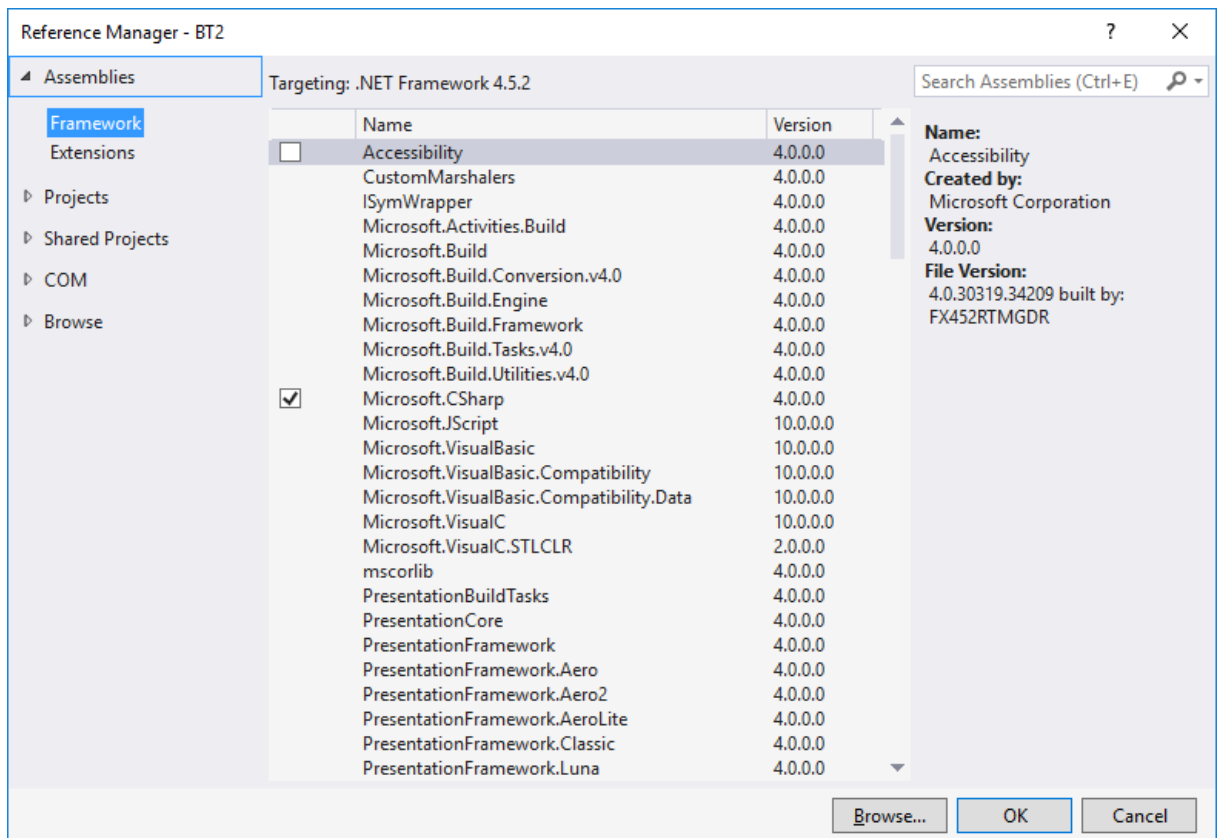 Reference Manager - BT2
?
Assemblies
Framework
Extensions
Projects
Shared Projects
COM
Browse
Targeting: .NET Framework 4.5.2
Search Assemblies (Ctrl+E)
Name Version
Accessibility 4.0.0.0
CustomMarshalers 4.0.0.0
ISymWrapper 4.0.0.0
Microsoft.Activities.Build 4.0.0.0
Microsoft.Build 4.0.0.0
Microsoft.Build.Conversion.v4.0 4.0.0.0
Microsoft.Build.Engine 4.0.0.0
Microsoft.Build.Framework 4.0.0.0
Microsoft.Build.Tasks.v4.0 4.0.0.0
Microsoft.Build.Utilities.v4.0 4.0.0.0
Microsoft.CSharp 4.0.0.0
Microsoft.JScript 10.0.0.0
Microsoft.VisualBasic 10.0.0.0
Microsoft.VisualBasic.Compatibility 10.0.0.0
Microsoft.VisualBasic.Compatibility.Data 10.0.0.0
Microsoft.VisualC 10.0.0.0
Microsoft.VisualC.STLCLR 2.0.0.0
mscorlib 4.0.0.0
PresentationBuildTasks 4.0.0.0
PresentationCore 4.0.0.0
PresentationFramework 4.0.0.0
PresentationFramework.Aero 4.0.0.0
PresentationFramework.Aero2 4.0.0.0
PresentationFramework.AeroLite 4.0.0.0
PresentationFramework.Classic 4.0.0.0
PresentationFramework.Luna 4.0.0.0
Name:
Accessibility
Created by:
Microsoft Corporation
Version:
4.0.0.0
File Version:
4.0.30319.34209 built by:
FX452RTMGDR
Browse... OK Cancel